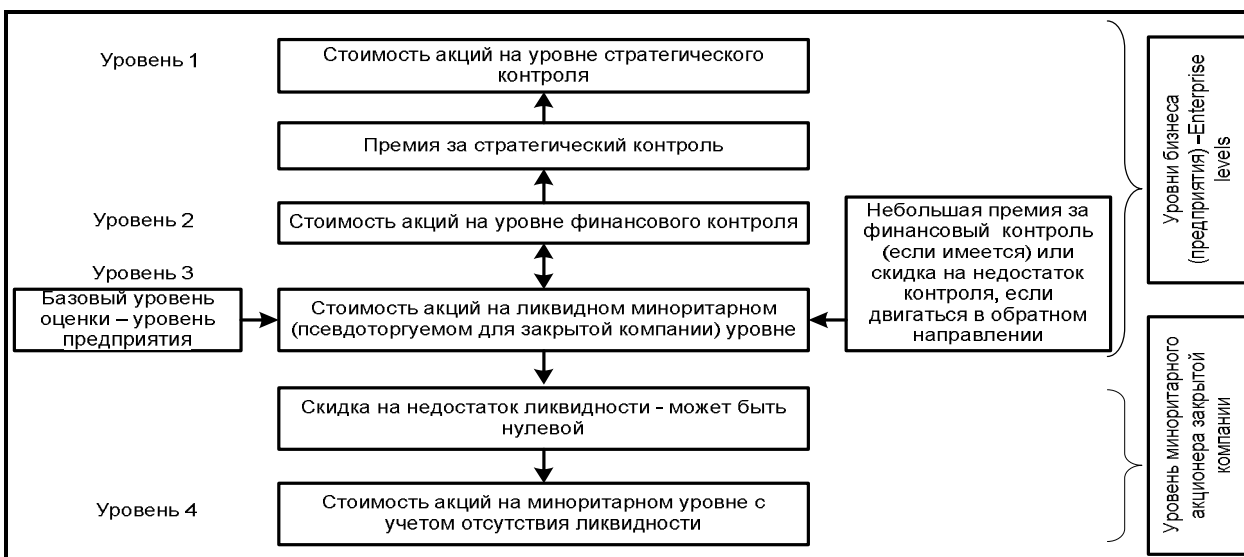 Уровень 1
Стоимость акций на уровне стратегического
контроля
Премия за стратегический контроль
Уровень 2
Стоимость акций на уровне финансового контроля
Уровень 3
Базовый уровень
оценки – уровень
предприятия
Стоимость акций на ликвидном миноритарном
(псевдоторгуемом для закрытой компании) уровне
Небольшая премия за
финансовый контроль
(если имеется) или
скидка на недостаток
контроля, если
двигаться в обратном
направлении
Скидка на недостаток ликвидности - может быть
нулевой
Уровень 4
Стоимость акций на миноритарном уровне с
учетом отсутствия ликвидности
Уровни бизнеса
(предприятия) –Enterprise
levels
Уровень миноритарного
акционера закрытой
компании